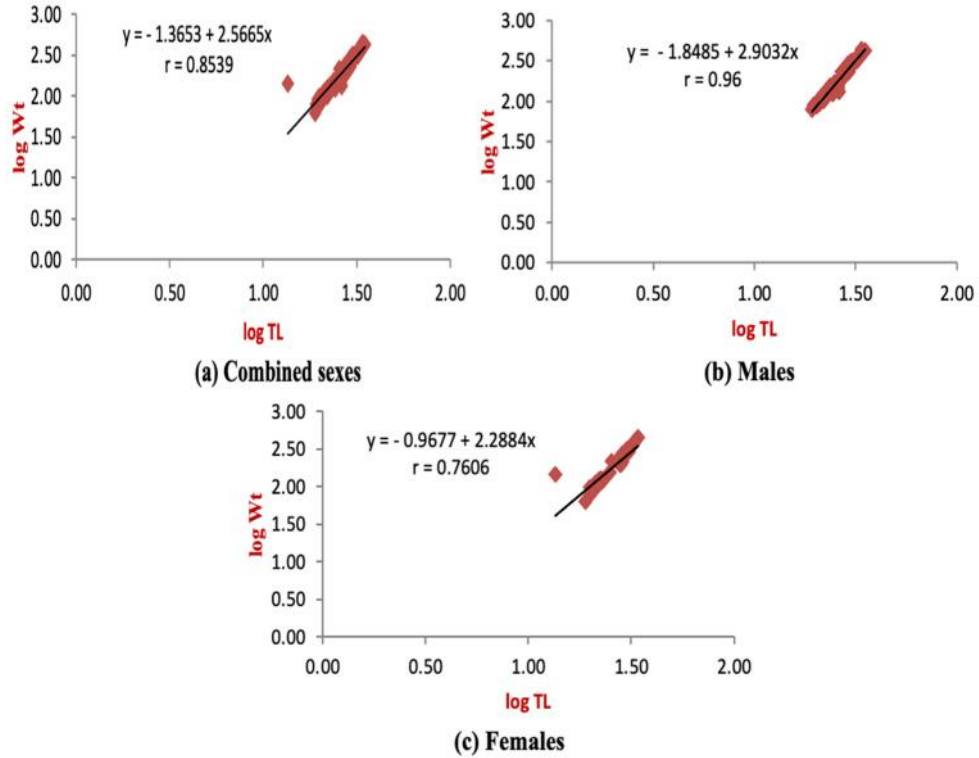 3.00
2.50
2.00
1.50
1.00
0.50
0.00
log Wt
y = - 1.3653 + 2.5665x
r = 0.8539
0.00 0.50 1.00 1.50 2.00
log TL
(a) Combined sexes
3.00
2.50
2.00
1.50
1.00
0.50
0.00
log Wt
y = - 1.8485 + 2.9032x
r = 0.96
0.00 0.50 1.00 1.50 2.00
log TL
(b) Males
3.00
2.50
2.00
1.50
1.00
0.50
0.00
log Wt
y = - 0.9677 + 2.2884x
r = 0.7606
0.00 0.50 1.00 1.50 2.00
log TL
(c) Females